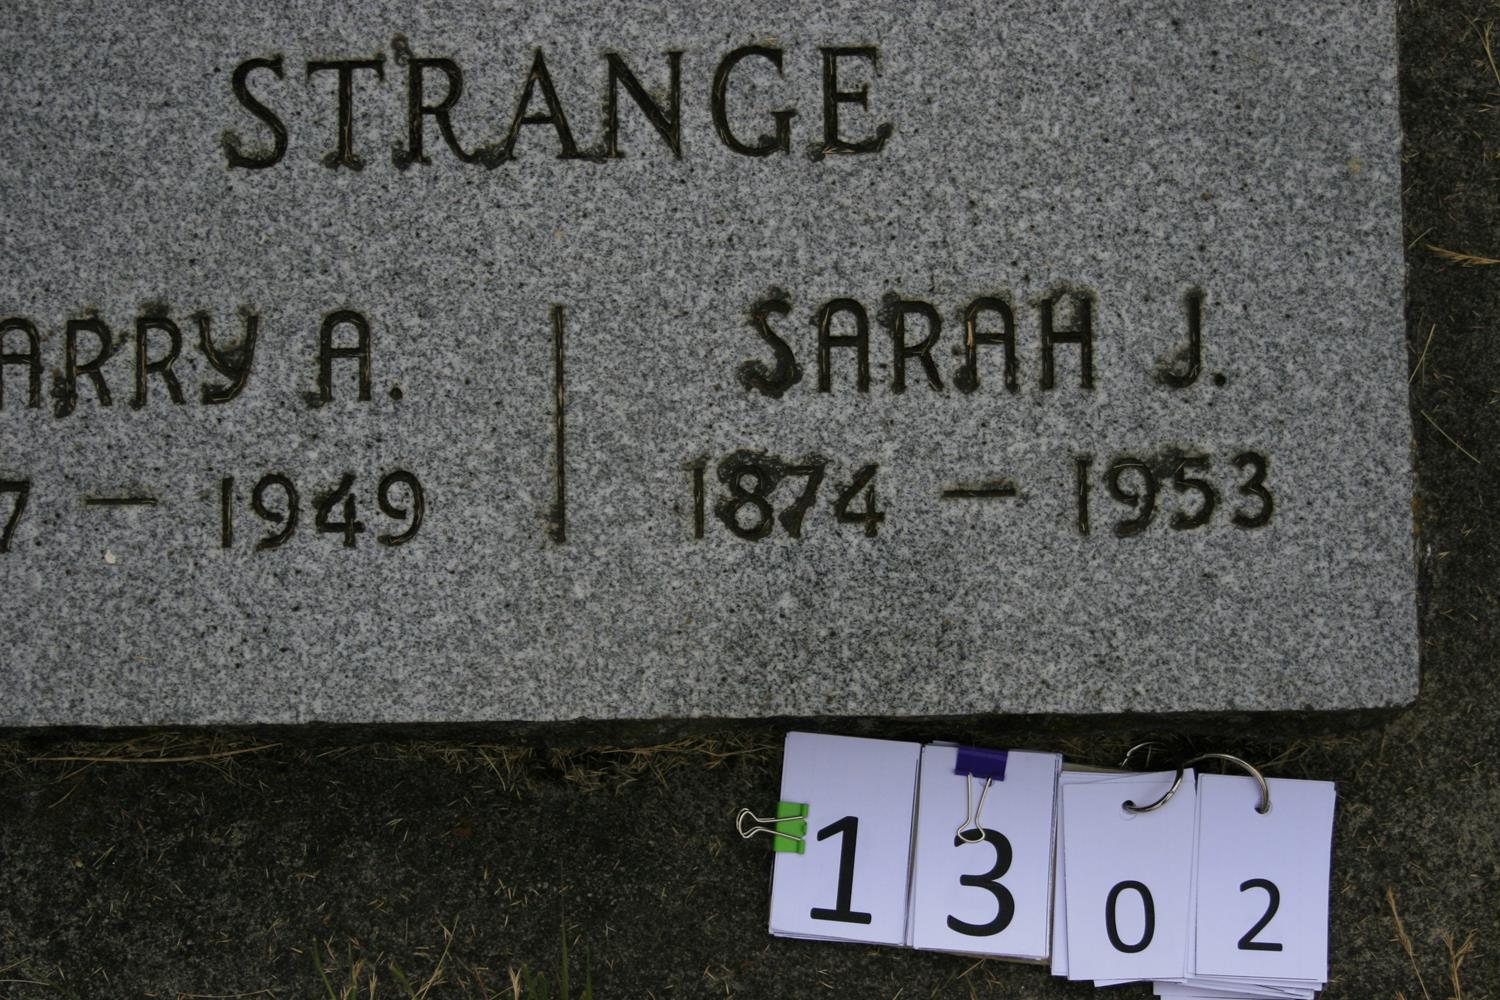 STRANGE
ARRY A. | SARAH J.
7 — 1949 | 1874 — 1953
1 3 0 2